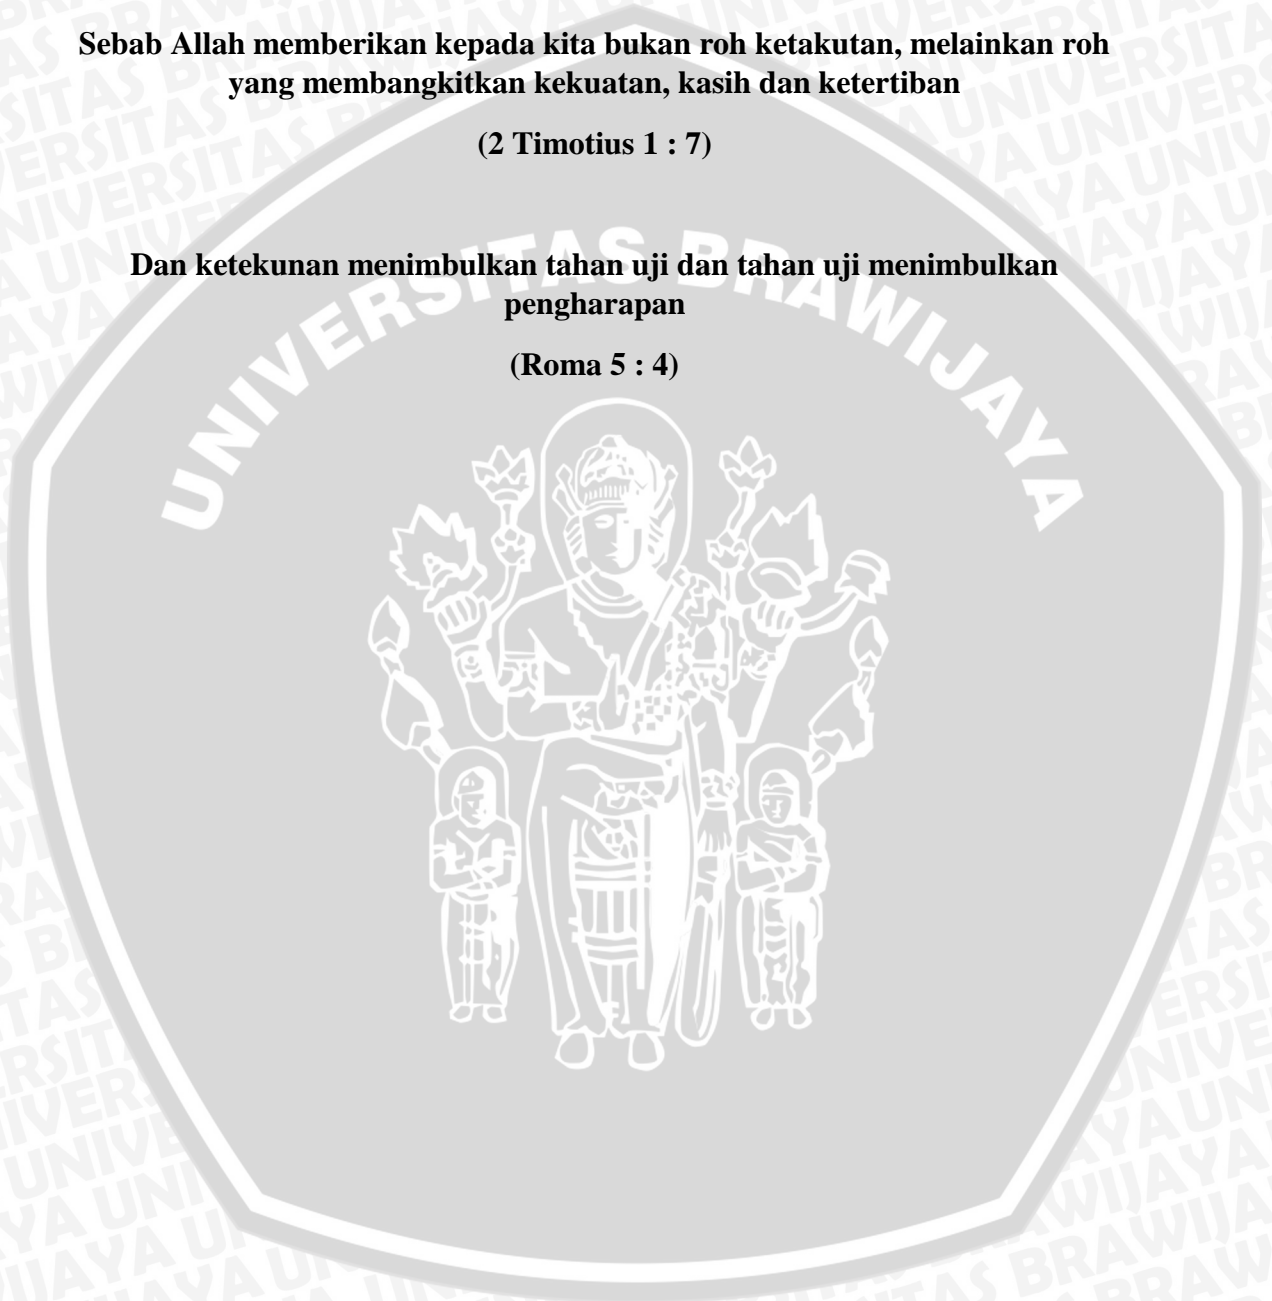 Sebab Allah memberikan kepada kita bukan roh ketakutan, melainkan roh
yang membangkitkan kekuatan, kasih dan ketertiban
(2 Timotius 1 : 7)
Dan ketekunan menimbulkan tahan uji dan tahan uji menimbulkan
pengharapan
(Roma 5 : 4)
UNIVERSITAS BRAWIJAYA